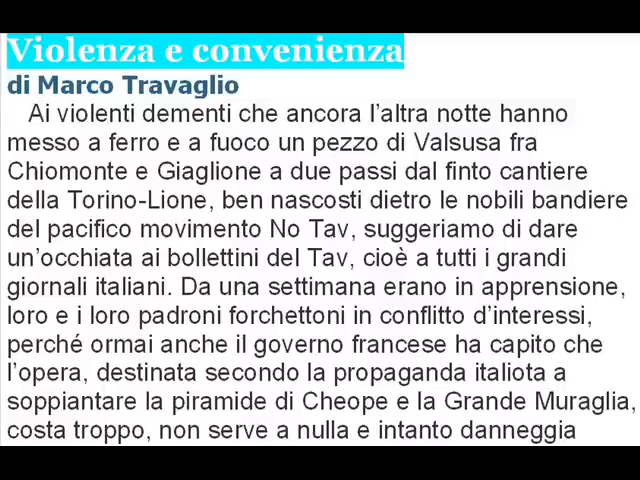 Violenza e convenienza
di Marco Travaglio
Ai violenti dementi che ancora l'altra notte hanno
messo a ferro e a fuoco un pezzo di Valsusa fra
Chiomonte e Giaglione a due passi dal finto cantiere
della Torino-Lione, ben nascosti dietro le nobili bandiere
del pacifico movimento No Tav, suggeriamo di dare
un'occhiata ai bollettini del Tav, cioè a tutti i grandi
giornali italiani. Da una settimana erano in apprensione,
loro e i loro padroni forchettoni in conflitto d'interessi,
perché ormai anche il governo francese ha capito che
l'opera, destinata secondo la propaganda italiota a
soppiantare la piramide di Cheope e la Grande Muraglia,
costa troppo, non serve a nulla e intanto danneggia